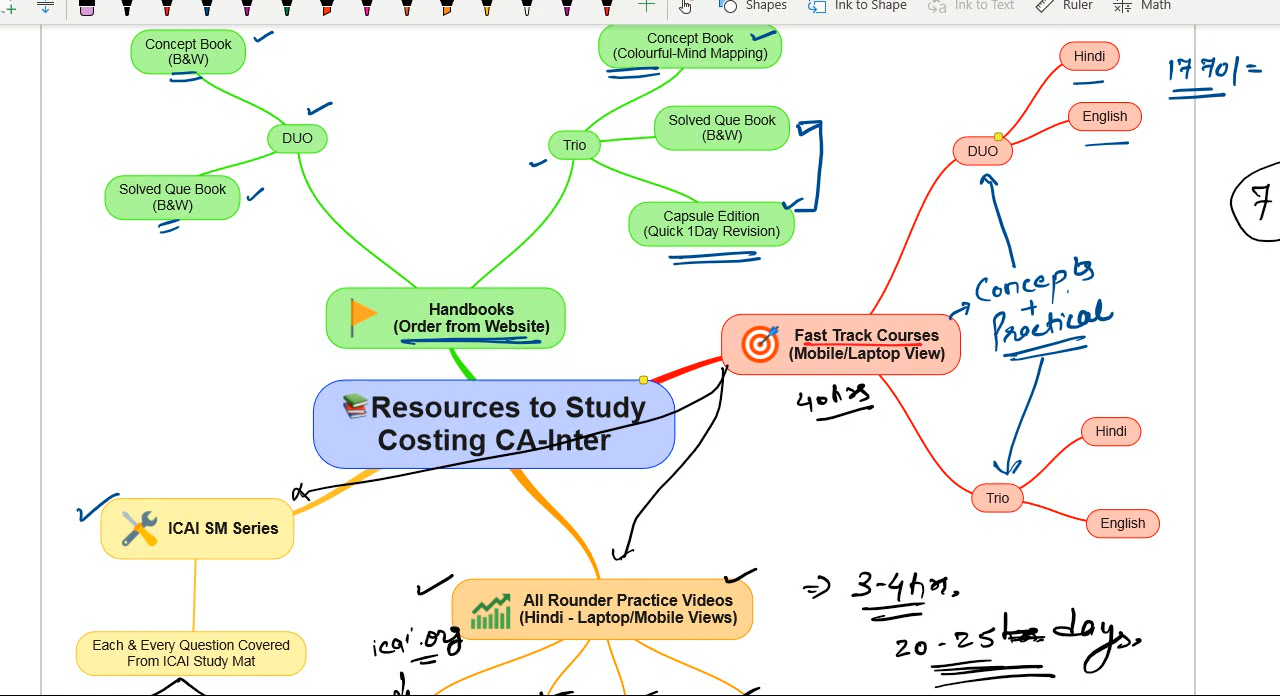 Shapes
Ink to Shape
Ink to Text
Ruler
Math
Concept Book
(B&W)
Concept Book
(Colourful-Mind Mapping)
Hindi
1770/=
English
DUO
Trio
Solved Que Book
(B&W)
DUO
Solved Que Book
(B&W)
Capsule Edition
(Quick 1Day Revision)
7
Concepts
+
Practical
Handbooks
(Order from Website)
Fast Track Courses
(Mobile/Laptop View)
40hrs
Resources to Study
Costing CA-Inter
Hindi
Trio
English
ICAI SM Series
All Rounder Practice Videos
(Hindi - Laptop/Mobile Views)
⇒ 3-4hrs.
icai.org
20-25 days.
Each & Every Question Covered
From ICAI Study Mat